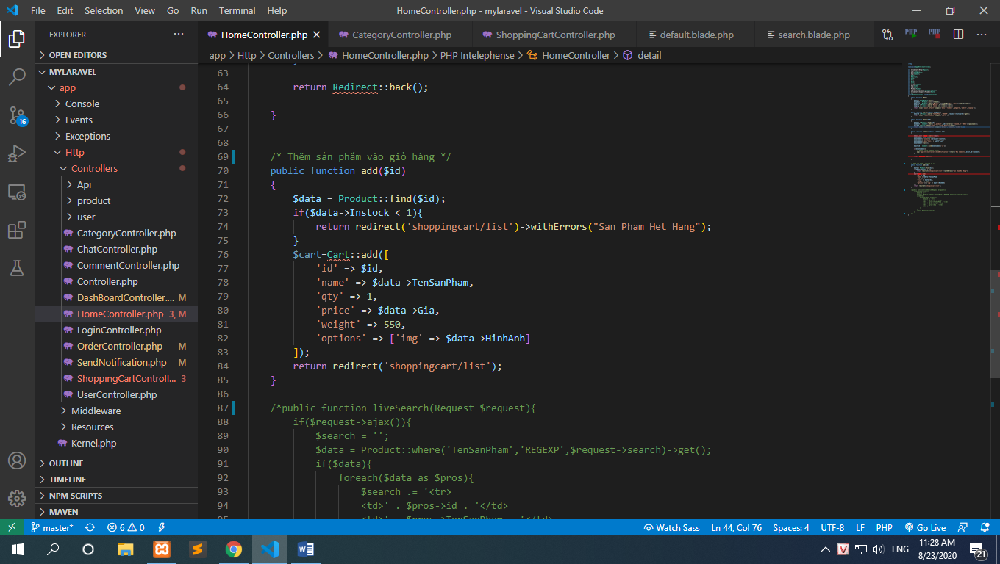 File Edit Selection View Go Run Terminal Help
HomeController.php - mylaravel - Visual Studio Code
EXPLORER
HomeController.php
CategoryController.php
ShoppingCartController.php
default.blade.php
search.blade.php
PHP
PHP
OPEN EDITORS
app > Http > Controllers > HomeController.php > PHP Intelephense > HomeController > detail
MYLARAVEL
app
Console
Events
Exceptions
Http
Controllers
Api
product
user
CategoryController.php
ChatController.php
CommentController.php
Controller.php
DashBoardController.... M
HomeController.php 3, M
LoginController.php
OrderController.php M
SendNotification.php M
ShoppingCartControll... 3
UserController.php
Middleware
Resources
Kernel.php
OUTLINE
TIMELINE
NPM SCRIPTS
MAVEN
16
63
64 return Redirect::back();
65
66 }
67
68
69 /* Thêm sản phẩm vào giỏ hàng */
70 public function add($id)
71 {
72 $data = Product::find($id);
73 if($data->Instock < 1){
74 return redirect('shoppingcart/list')->withErrors("San Pham Het Hang");
75 }
76 $cart=Cart::add([
77 'id' => $id,
78 'name' => $data->TenSanPham,
79 'qty' => 1,
80 'price' => $data->Gia,
81 'weight' => 550,
82 'options' => ['img' => $data->HinhAnh]
83 ]);
84 return redirect('shoppingcart/list');
85 }
86
87 /*public function liveSearch(Request $request){
88 if($request->ajax()){
89 $search = '';
90 $data = Product::where('TenSanPham','REGEXP',$request->search)->get();
91 if($data){
92 foreach($data as $pros){
93 $search .= '<tr>
94 <td>' . $pros->id . '</td>
95 <td>' . $pros->TenSanPham . '</td>
master* 6 0
Watch Sass Ln 44, Col 76 Spaces: 4 UTF-8 LF PHP Go Live
ENG
11:28 AM
8/23/2020
21